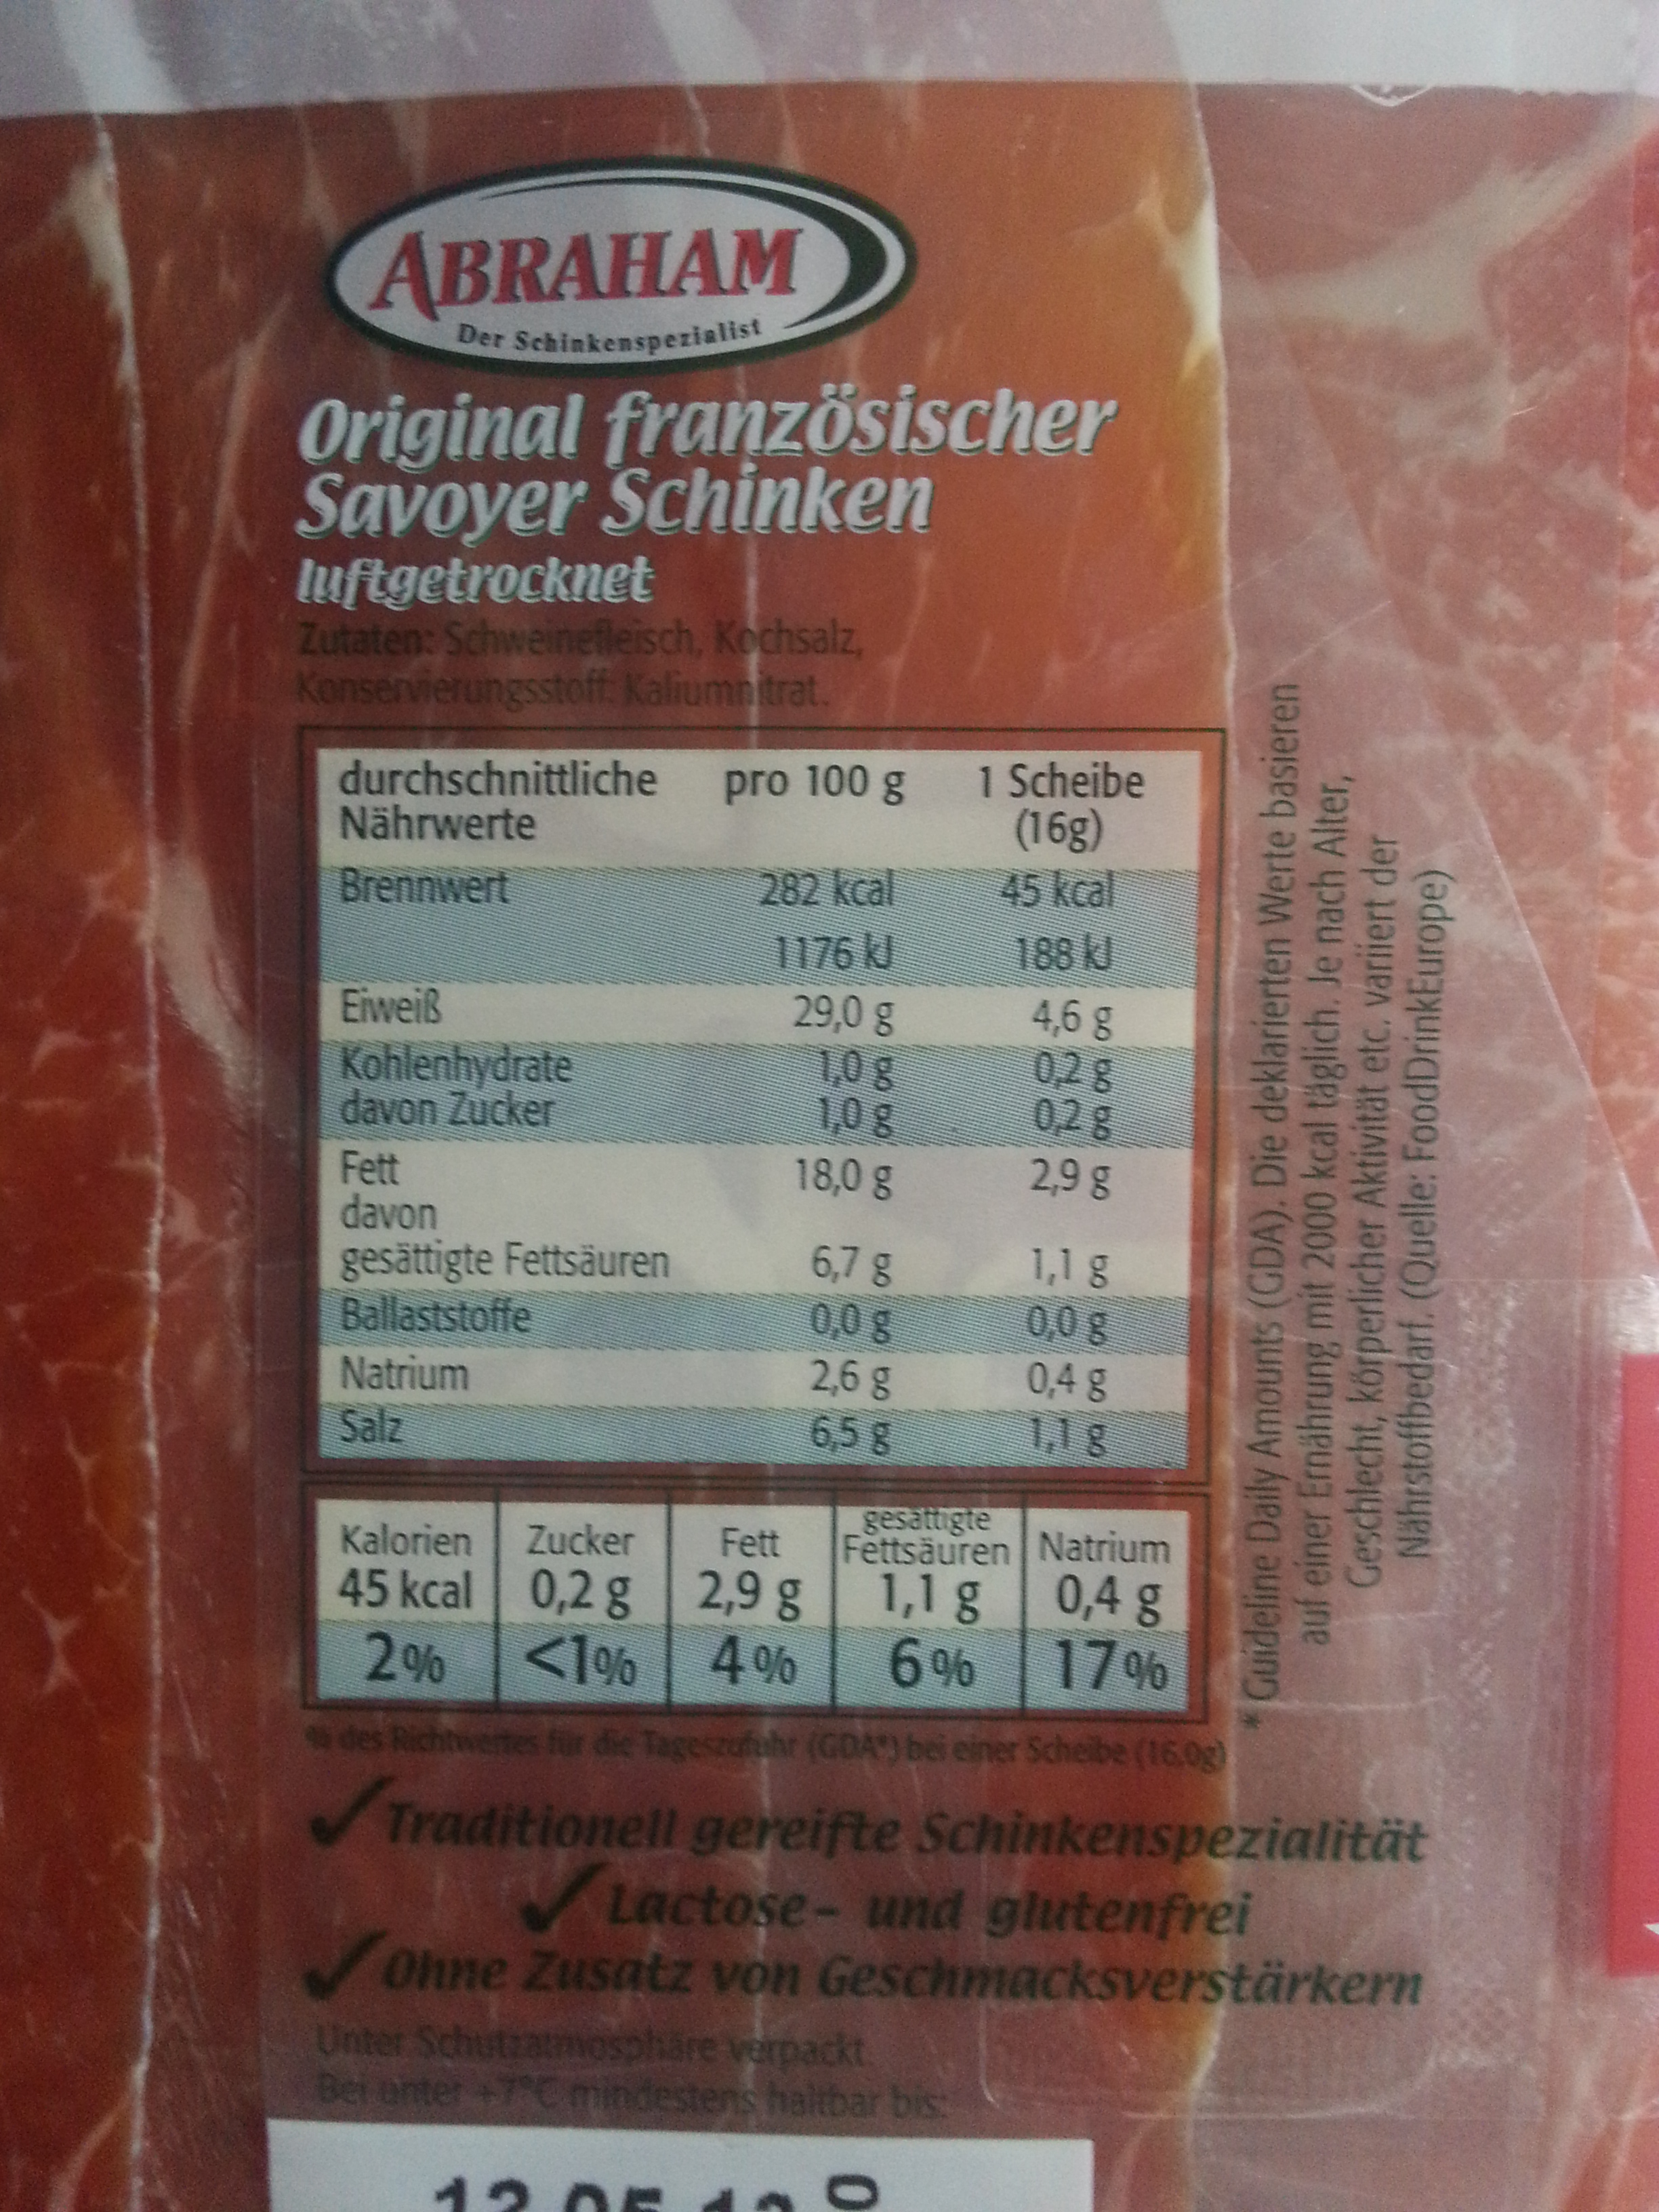 ABRAHAM
Der Schinkenspezialist
Original französischer
Savoyer Schinken
luftgetrocknet
Zutaten: Schweinefleisch, Kochsalz,
Konservierungsstoff: Kaliumnitrat.
durchschnittliche pro 100 g 1 Scheibe
Nährwerte (16g)
Brennwert 282 kcal 45 kcal
1176 kJ 188 kJ
Eiweiß 29,0 g 4,6 g
Kohlenhydrate 1,0 g 0,2 g
davon Zucker 1,0 g 0,2 g
Fett 18,0 g 2,9 g
davon
gesättigte Fettsäuren 6,7 g 1,1 g
Ballaststoffe 0,0 g 0,0 g
Natrium 2,6 g 0,4 g
Salz 6,5 g 1,1 g
Kalorien Zucker Fett gesättigte Fettsäuren Natrium
45 kcal 0,2 g 2,9 g 1,1 g 0,4 g
2% <1% 4% 6% 17%
% des Richtwertes für die Tageszufuhr (GDA*) bei einer Scheibe (16,0g)
*Guideline Daily Amounts (GDA). Die deklarierten Werte basieren
auf einer Ernährung mit 2000 kcal täglich. Je nach Alter,
Geschlecht, körperlicher Aktivität etc. variiert der
Nährstoffbedarf. (Quelle: FoodDrinkEurope)
✓Traditionell gereifte Schinkenspezialität
✓Lactose- und glutenfrei
✓Ohne Zusatz von Geschmacksverstärkern
Unter Schutzatmosphäre verpackt.
Bei unter +7°C mindestens haltbar bis: